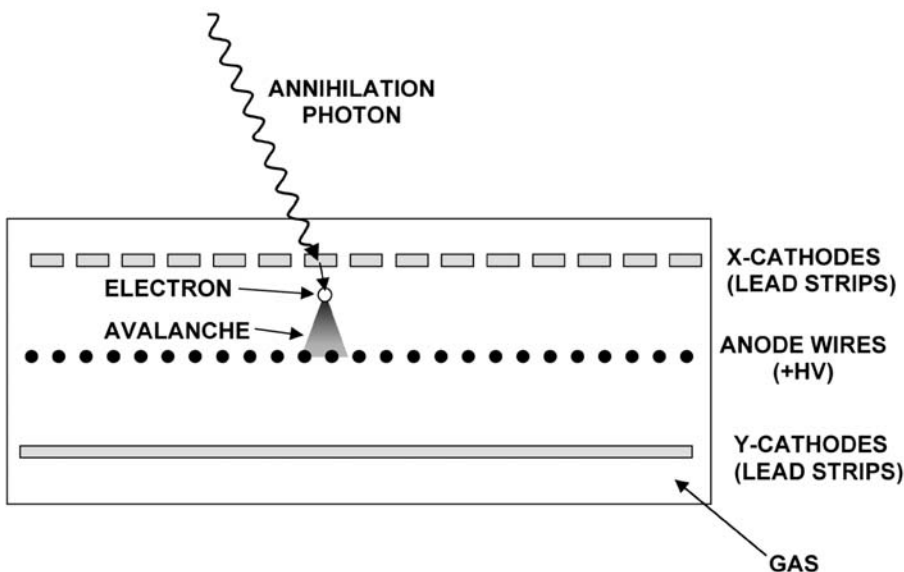 ANNIHILATION
PHOTON
X-CATHODES
(LEAD STRIPS)
ELECTRON
AVALANCHE
ANODE WIRES
(+HV)
Y-CATHODES
(LEAD STRIPS)
GAS